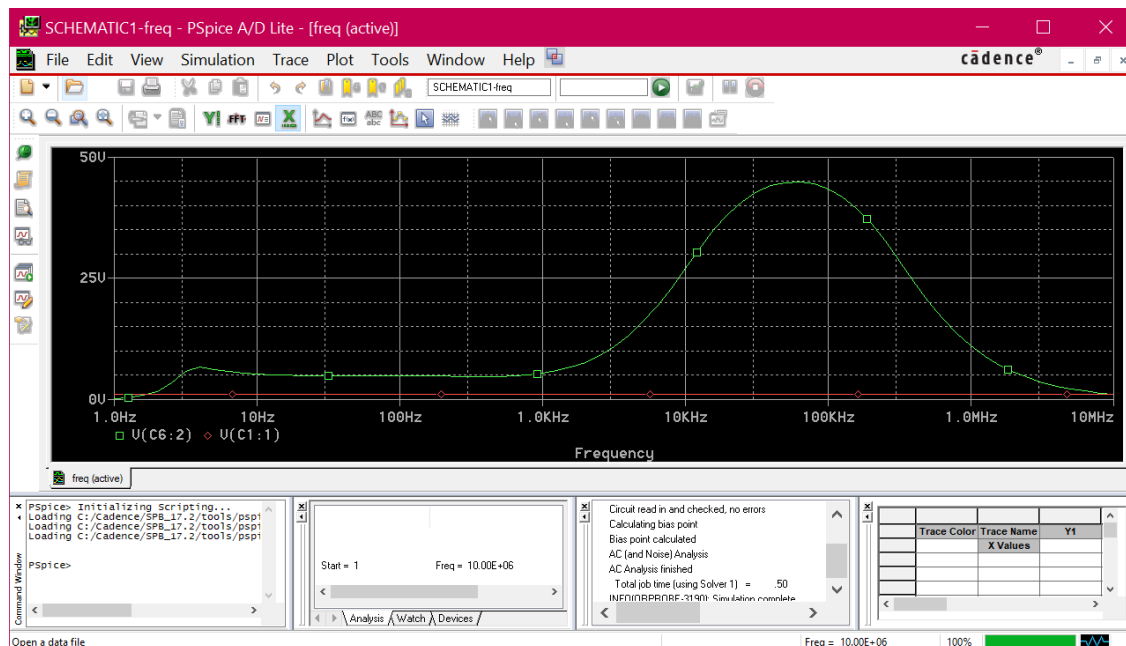 SCHEMATIC1-freq - PSpice A/D Lite - [freq (active)]
File Edit View Simulation Trace Plot Tools Window Help
cādence®
SCHEMATIC1-freq
50V
25V
0V
1.0Hz 10Hz 100Hz 1.0KHz 10KHz 100KHz 1.0MHz 10MHz
V(C6:2) V(C1:1)
Frequency
freq (active)
Command Window
PSpice> Initializing Scripting...
Loading C:/Cadence/SPB_17.2/tools/pspi
Loading C:/Cadence/SPB_17.2/tools/pspi
Loading C:/Cadence/SPB_17.2/tools/pspi
PSpice>
Start = 1 Freq = 10.00E+06
Analysis Watch Devices
Circuit read in and checked, no errors
Calculating bias point
Bias point calculated
AC (and Noise) Analysis
AC Analysis finished
Total job time (using Solver 1) = .50
INFO(ORPROBE-3190): Simulation complete
Trace Color Trace Name Y1
X Values
Open a data file
Freq = 10.00E+06 100%